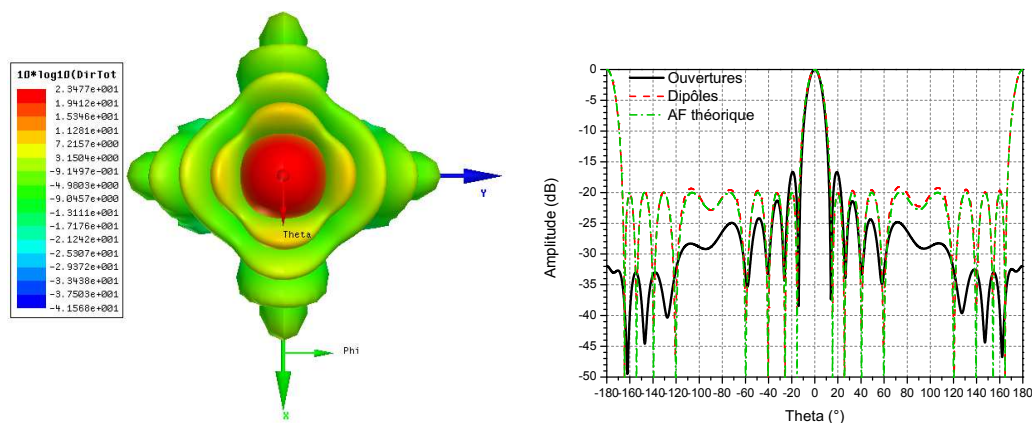 10*log10(DirTot
2.3477e+001
1.9412e+001
1.5346e+001
1.1281e+001
7.2157e+000
3.1504e+000
-9.1497e-001
-4.9803e+000
-9.0457e+000
-1.3111e+001
-1.7176e+001
-2.1242e+001
-2.5307e+001
-2.9372e+001
-3.3438e+001
-3.7503e+001
-4.1568e+001
Y
Theta
Phi
X
Ouvertures
Dipôles
AF théorique
0
-5
-10
-15
-20
-25
-30
-35
-40
-45
-50
Amplitude (dB)
-180 -160 -140 -120 -100 -80 -60 -40 -20 0 20 40 60 80 100 120 140 160 180
Theta (°)